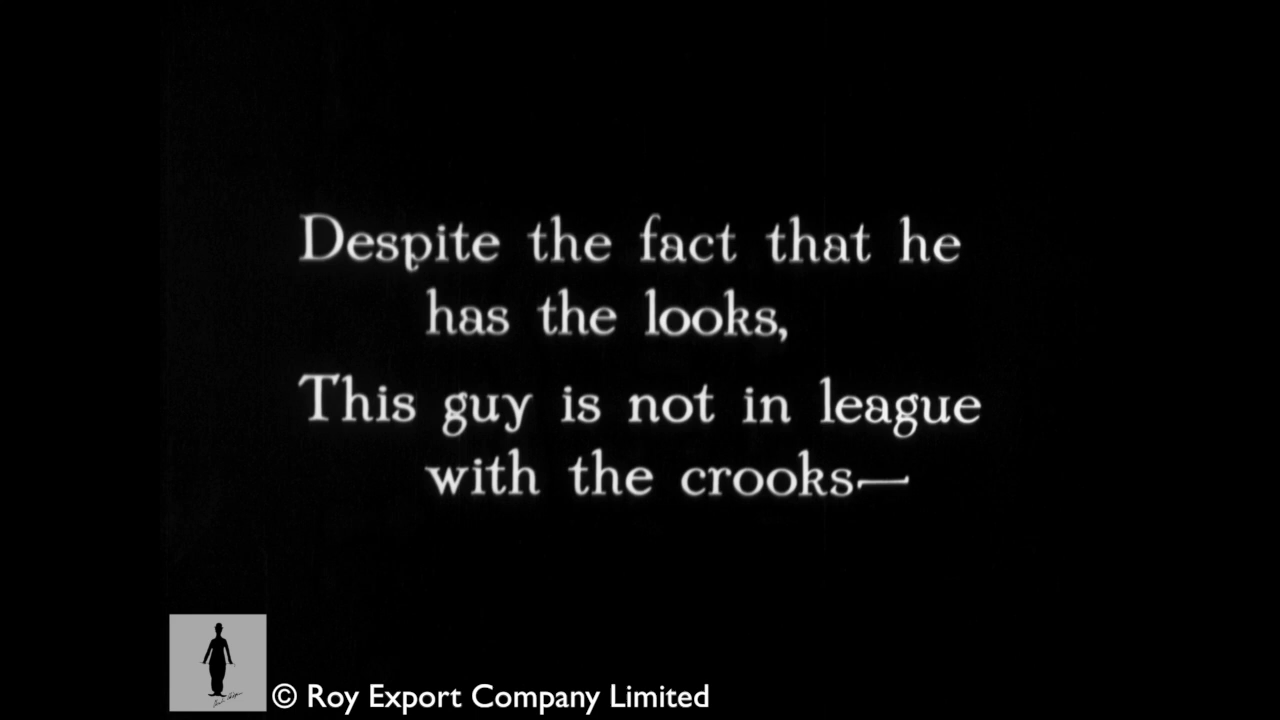 Despite the fact that he
has the looks,
This guy is not in league
with the crooks—
© Roy Export Company Limited